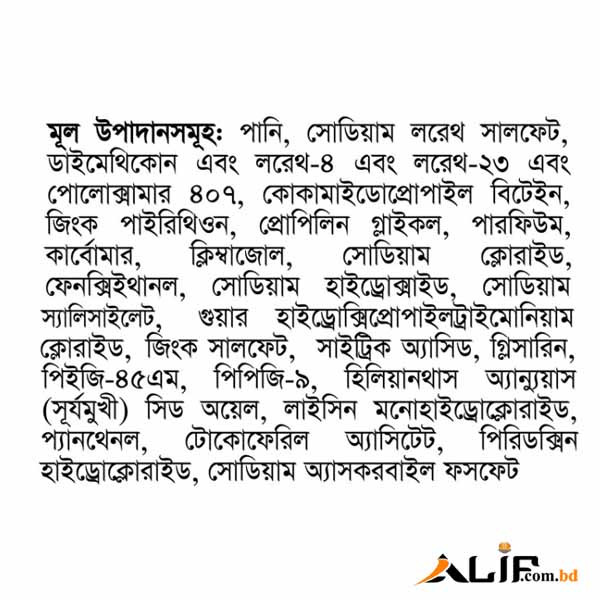 মূল উপাদানসমূহ: পানি, সোডিয়াম লরেথ সালফেট,
ডাইমেথিকোন এবং লরেথ-৪ এবং লরেথ-২৩ এবং
পোলোক্সামার ৪০৭, কোকামাইডোপ্রোপাইল বিটেইন,
জিংক পাইরিথিওন, প্রোপিলিন গ্লাইকল, পারফিউম,
কার্বোমার, ক্লিম্বাজোল, সোডিয়াম ক্লোরাইড,
ফেনক্সিইথানল, সোডিয়াম হাইড্রোক্সাইড, সোডিয়াম
স্যালিসাইলেট, গুয়ার হাইড্রোক্সিপ্রোপাইলট্রাইমোনিয়াম
ক্লোরাইড, জিংক সালফেট, সাইট্রিক অ্যাসিড, গ্লিসারিন,
পিইজি-৪৫এম, পিপিজি-৯, হিলিয়ানথাস অ্যান্যুয়াস
(সূর্যমুখী) সিড অয়েল, লাইসিন মনোহাইড্রোক্লোরাইড,
প্যানথেনল, টোকোফেরিল অ্যাসিটেট, পিরিডক্সিন
হাইড্রোক্লোরাইড, সোডিয়াম অ্যাসকরবাইল ফসফেট
ALIF.com.bd